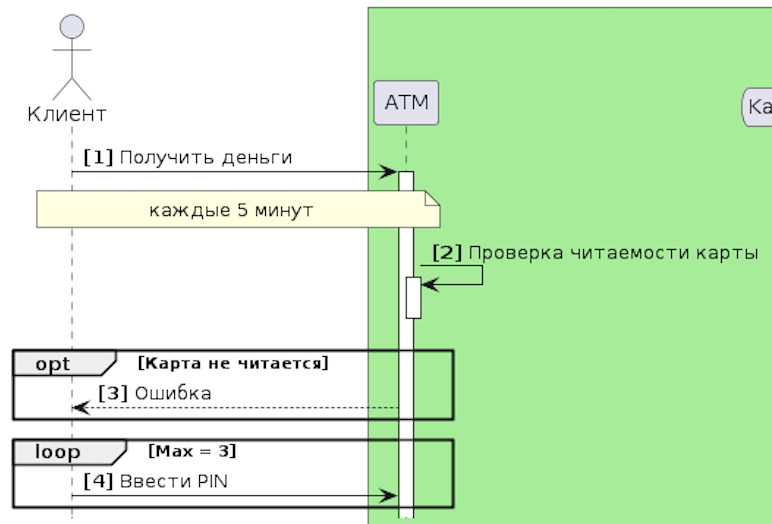 Клиент
ATM
Ка
[1] Получить деньги
каждые 5 минут
[2] Проверка читаемости карты
opt [Карта не читается]
[3] Ошибка
loop [Max = 3]
[4] Ввести PIN